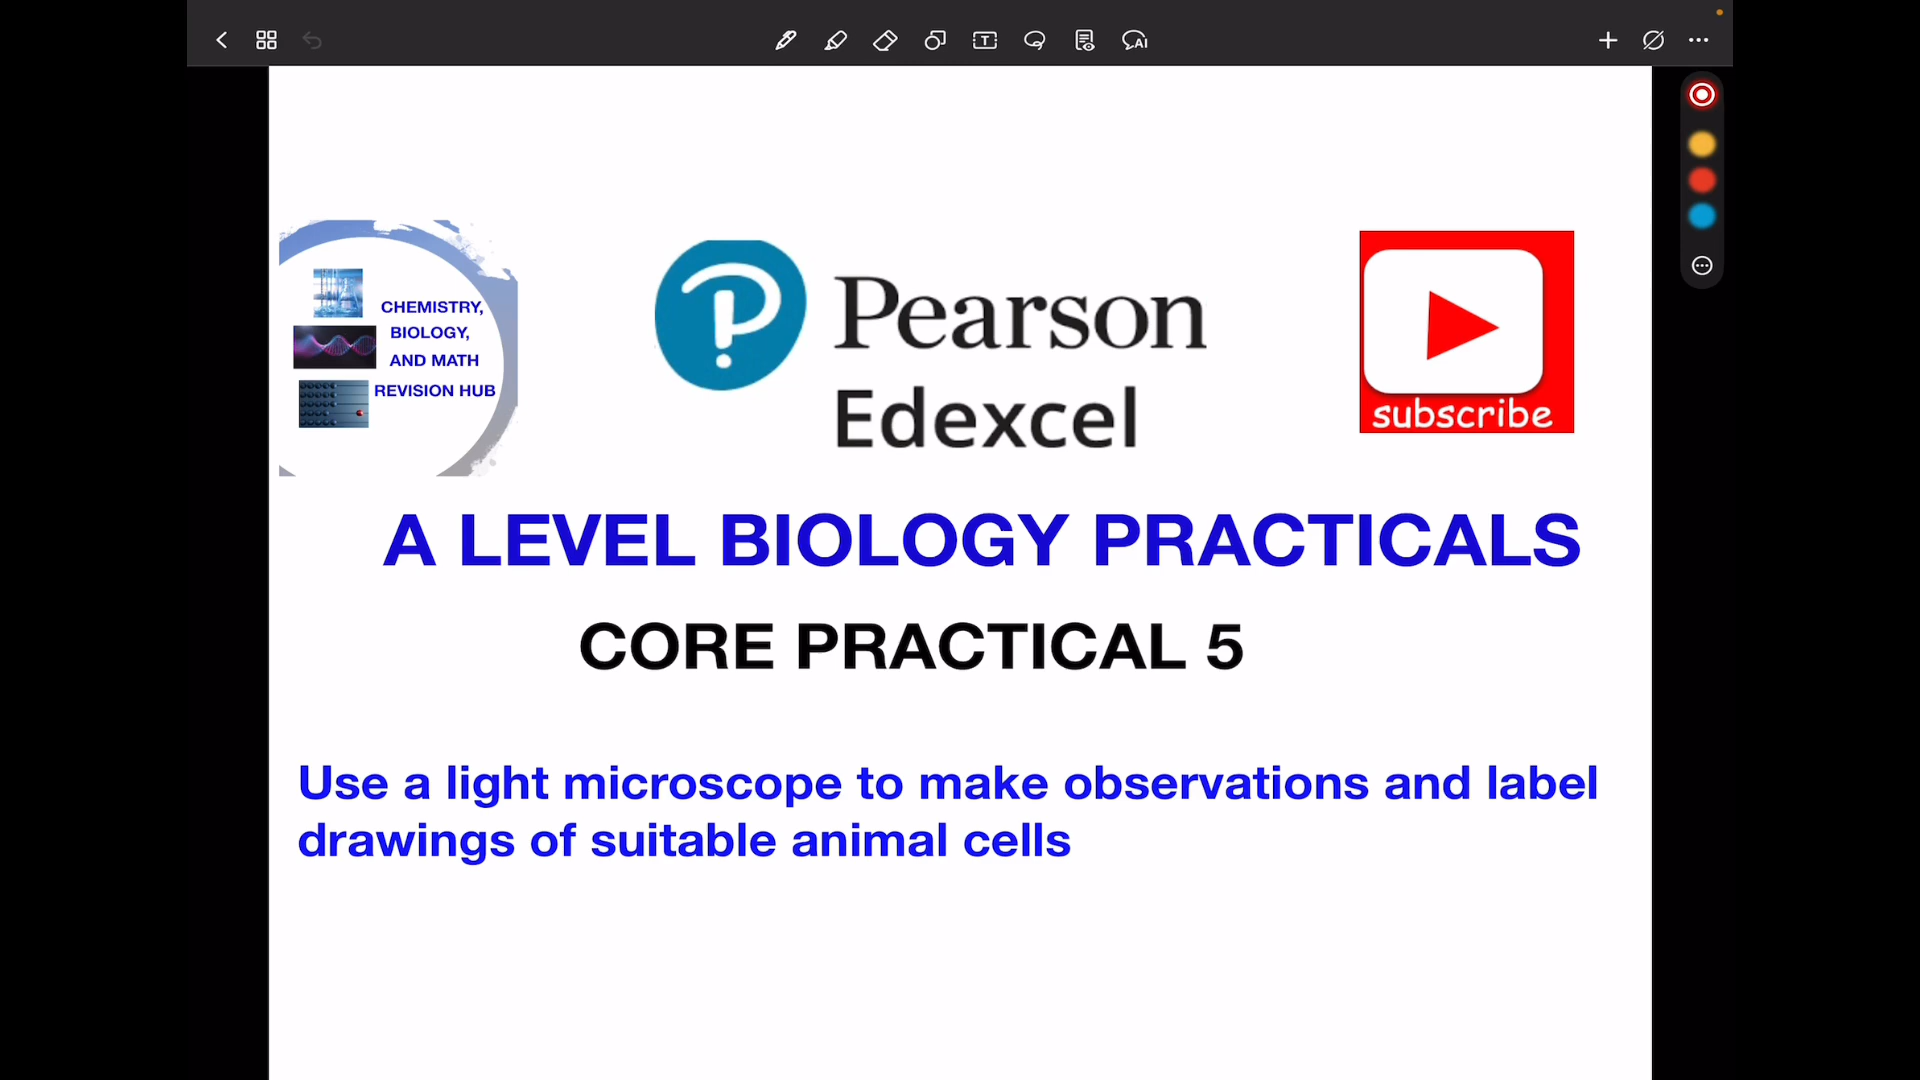 T
AI
CHEMISTRY,
BIOLOGY,
AND MATH
REVISION HUB
Pearson
Edexcel
subscribe
A LEVEL BIOLOGY PRACTICALS
CORE PRACTICAL 5
Use a light microscope to make observations and label
drawings of suitable animal cells